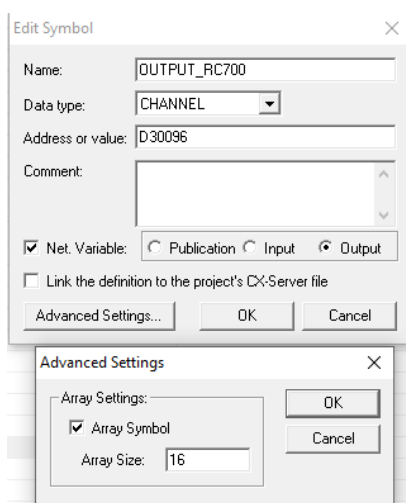 Edit Symbol
Name: OUTPUT_RC700
Data type: CHANNEL
Address or value: D30096
Comment:
Net. Variable: Publication Input Output
Link the definition to the project's CX-Server file
Advanced Settings... OK Cancel
Advanced Settings
Array Settings:
OK
Array Symbol
Cancel
Array Size: 16